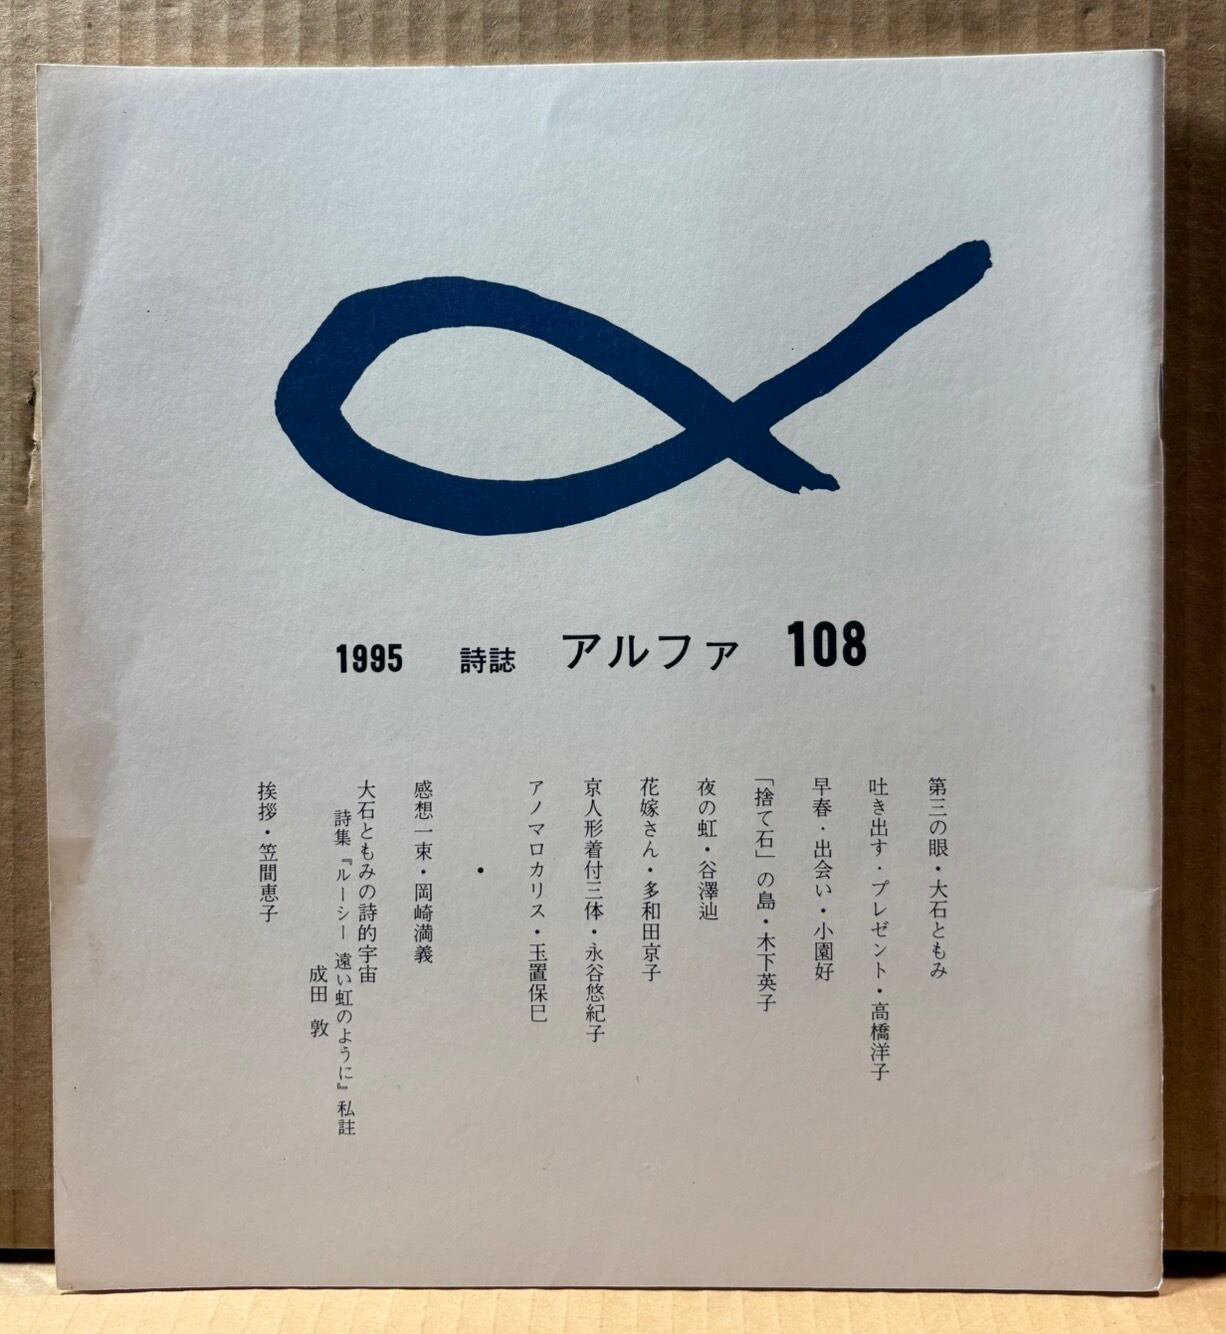 1995 詩誌 アルファ 108
第三の眼・大石ともみ
吐き出す・プレゼント・高橋洋子
早春・出会い・小園好
「捨て石」の島・木下英子
夜の虹・谷澤辿
花嫁さん・多和田京子
京人形着付三体・永谷悠紀子
アノマロカリス・玉置保巳
・
感想一束・岡崎満義
大石ともみの詩的宇宙
詩集『ルーシー 遠い虹のように』私註
成田 敦
挨拶・笠間恵子